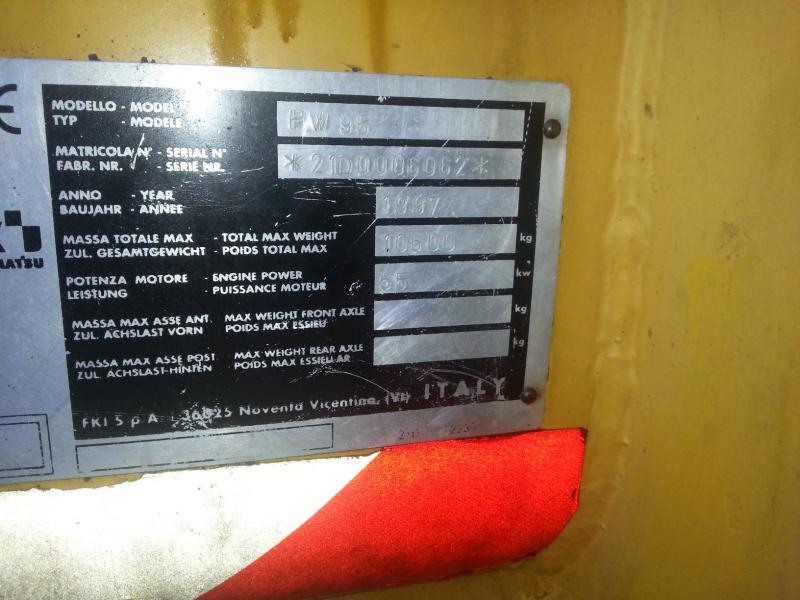 MODELLO - MODEL PW 95
TYP - MODELE
MATRICOLA N° - SERIAL N° *21D0006062*
FABR. NR. - SERIE NR.
ANNO - YEAR 1997
BAUJAHR - ANNÉE
MASSA TOTALE MAX - TOTAL MAX WEIGHT 10500 kg
ZUL. GESAMTGEWICHT - POIDS TOTAL MAX
POTENZA MOTORE - ENGINE POWER 55 kw
LEISTUNG - PUISSANCE MOTEUR
MASSA MAX ASSE ANT. MAX WEIGHT FRONT AXLE kg
ZUL. ACHSLAST VORN POIDS MAX ESSIEU
MASSA MAX ASSE POST MAX WEIGHT REAR AXLE kg
ZUL. ACHSLAST-HINTEN POIDS MAX ESSIEU AR
FKI S p A 36025 Noventa Vicentina, (VI) ITALY